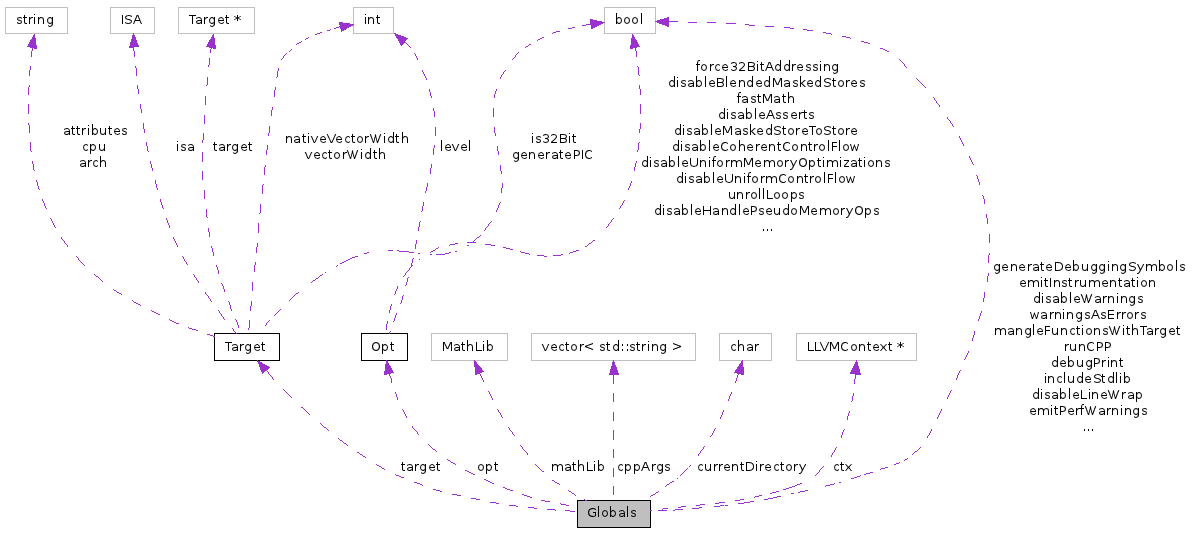 string
ISA
Target *
int
bool
force32BitAddressing
disableBlendedMaskedStores
fastMath
disableAsserts
disableMaskedStoreToStore
disableCoherentControlFlow
disableUniformMemoryOptimizations
disableUniformControlFlow
unrollLoops
disableHandlePseudoMemoryOps
...
attributes
cpu
arch
isa
target
nativeVectorWidth
vectorWidth
level
is32Bit
generatePIC
generateDebuggingSymbols
emitInstrumentation
disableWarnings
warningsAsErrors
mangleFunctionsWithTarget
runCPP
debugPrint
includeStdlib
disableLineWrap
emitPerfWarnings
...
Target
Opt
MathLib
vector< std::string >
char
LLVMContext *
target
opt
mathLib
cppArgs
currentDirectory
ctx
Globals